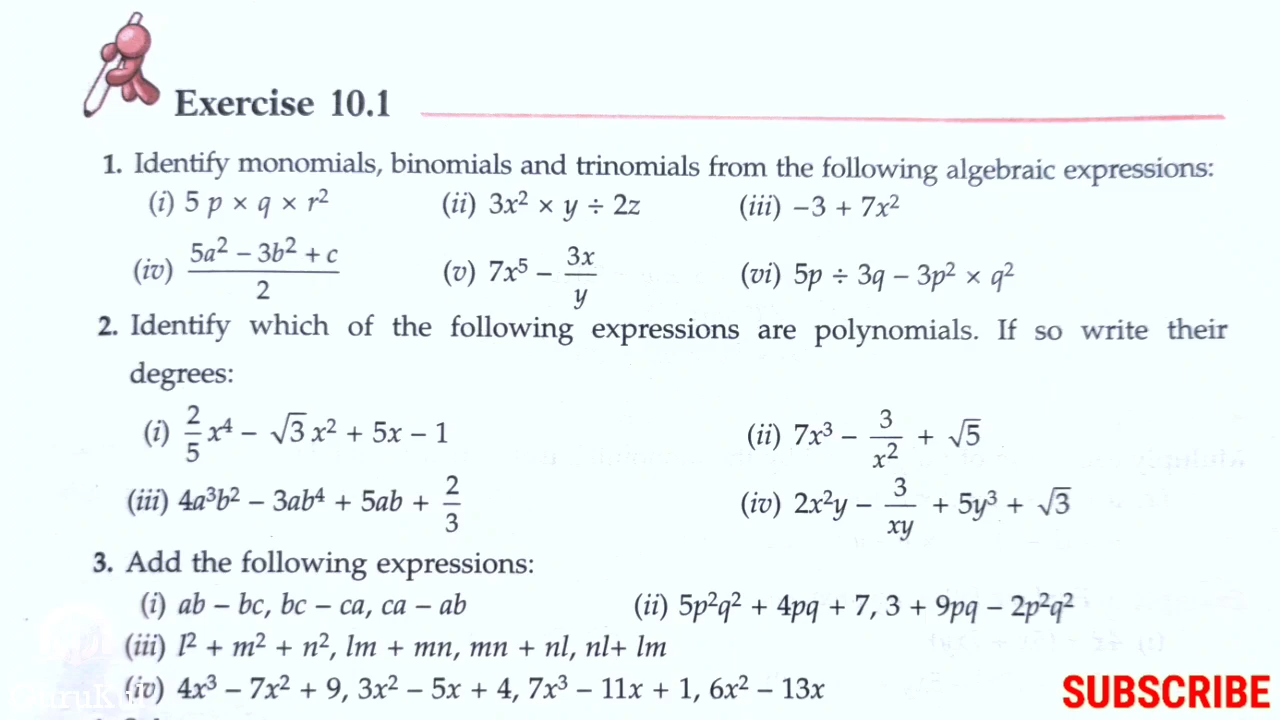 Exercise 10.1
1. Identify monomials, binomials and trinomials from the following algebraic expressions:
(i) 5 p × q × r² (ii) 3x² × y ÷ 2z (iii) −3 + 7x²
(iv) (5a² − 3b² + c)/2 (v) 7x⁵ − 3x/y (vi) 5p ÷ 3q − 3p² × q²
2. Identify which of the following expressions are polynomials. If so write their
degrees:
(i) 2/5 x⁴ − √3 x² + 5x − 1 (ii) 7x³ − 3/x² + √5
(iii) 4a³b² − 3ab⁴ + 5ab + 2/3 (iv) 2x²y − 3/xy + 5y³ + √3
3. Add the following expressions:
(i) ab − bc, bc − ca, ca − ab (ii) 5p²q² + 4pq + 7, 3 + 9pq − 2p²q²
(iii) l² + m² + n², lm + mn, mn + nl, nl+ lm
(iv) 4x³ − 7x² + 9, 3x² − 5x + 4, 7x³ − 11x + 1, 6x² − 13x
SUBSCRIBE